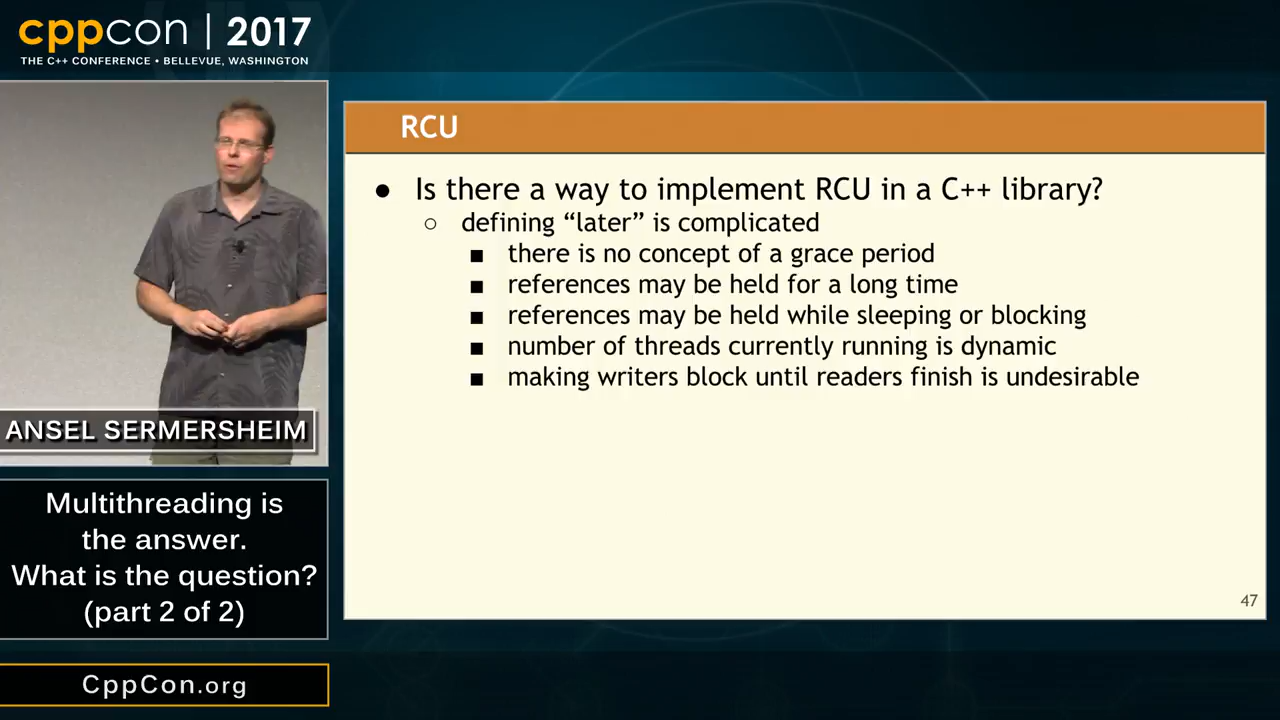 cppcon | 2017
THE C++ CONFERENCE • BELLEVUE, WASHINGTON
ANSEL SERMERSHEIM
Multithreading is
the answer.
What is the question?
(part 2 of 2)
CppCon.org
RCU
● Is there a way to implement RCU in a C++ library?
○ defining “later” is complicated
■ there is no concept of a grace period
■ references may be held for a long time
■ references may be held while sleeping or blocking
■ number of threads currently running is dynamic
■ making writers block until readers finish is undesirable
47